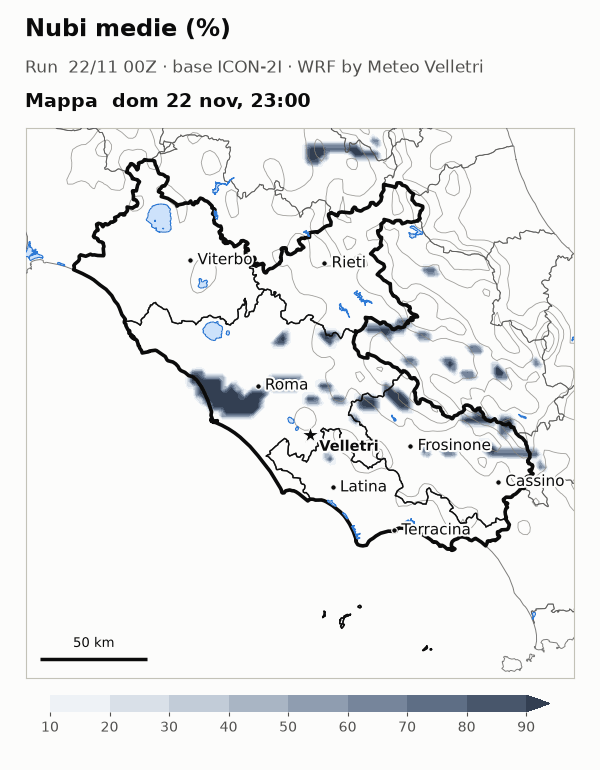 Nubi medie (%)
Run  22/11 00Z · base ICON-2I · WRF by Meteo Velletri
Mappa  dom 22 nov, 23:00
Viterbo
Rieti
Roma
Velletri
Frosinone
Cassino
Latina
Terracina
50 km
10 20 30 40 50 60 70 80 90